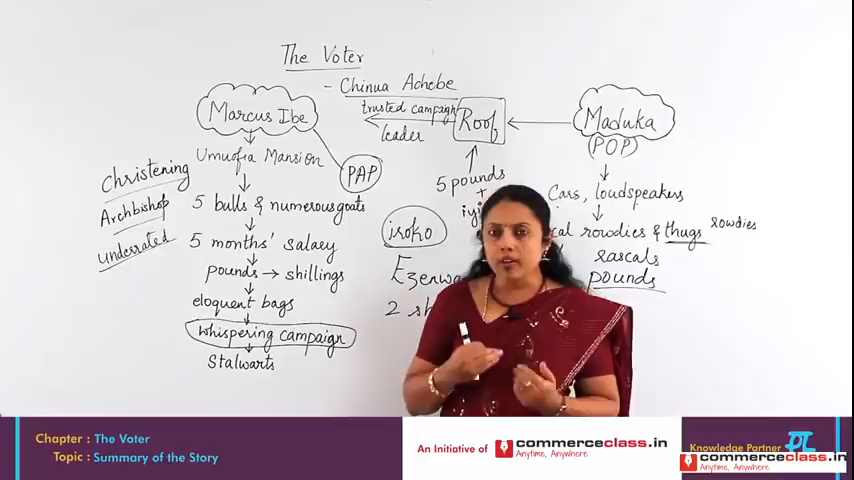 The Voter
- Chinua Achebe
Marcus Ibe
trusted campaign
leader
Roof
Maduka
(POP)
Umuofia Mansion
PAP
Christening
Archbishop
underrated
5 bulls & numerous goats
5 months' salary
pounds → shillings
eloquent bags
whispering campaign
Stalwarts
5 pounds
+
iroko
2
Cars, loudspeakers
rowdies & thugs rowdies
rascals
pounds
Chapter : The Voter
Topic : Summary of the Story
An Initiative of commerceclass.in
Anytime, Anywhere
Knowledge Partner
commerceclass.in
Anytime, Anywhere